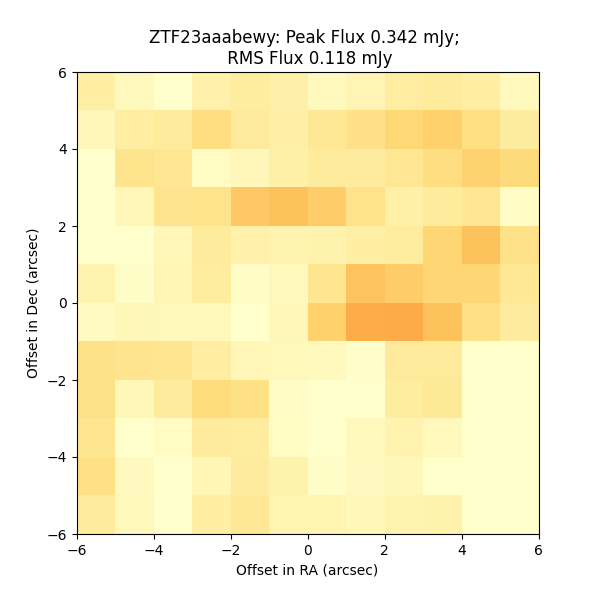 ZTF23aaabewy: Peak Flux 0.342 mJy;
RMS Flux 0.118 mJy
6
4
2
0
−2
−4
−6
Offset in Dec (arcsec)
−6 −4 −2 0 2 4 6
Offset in RA (arcsec)